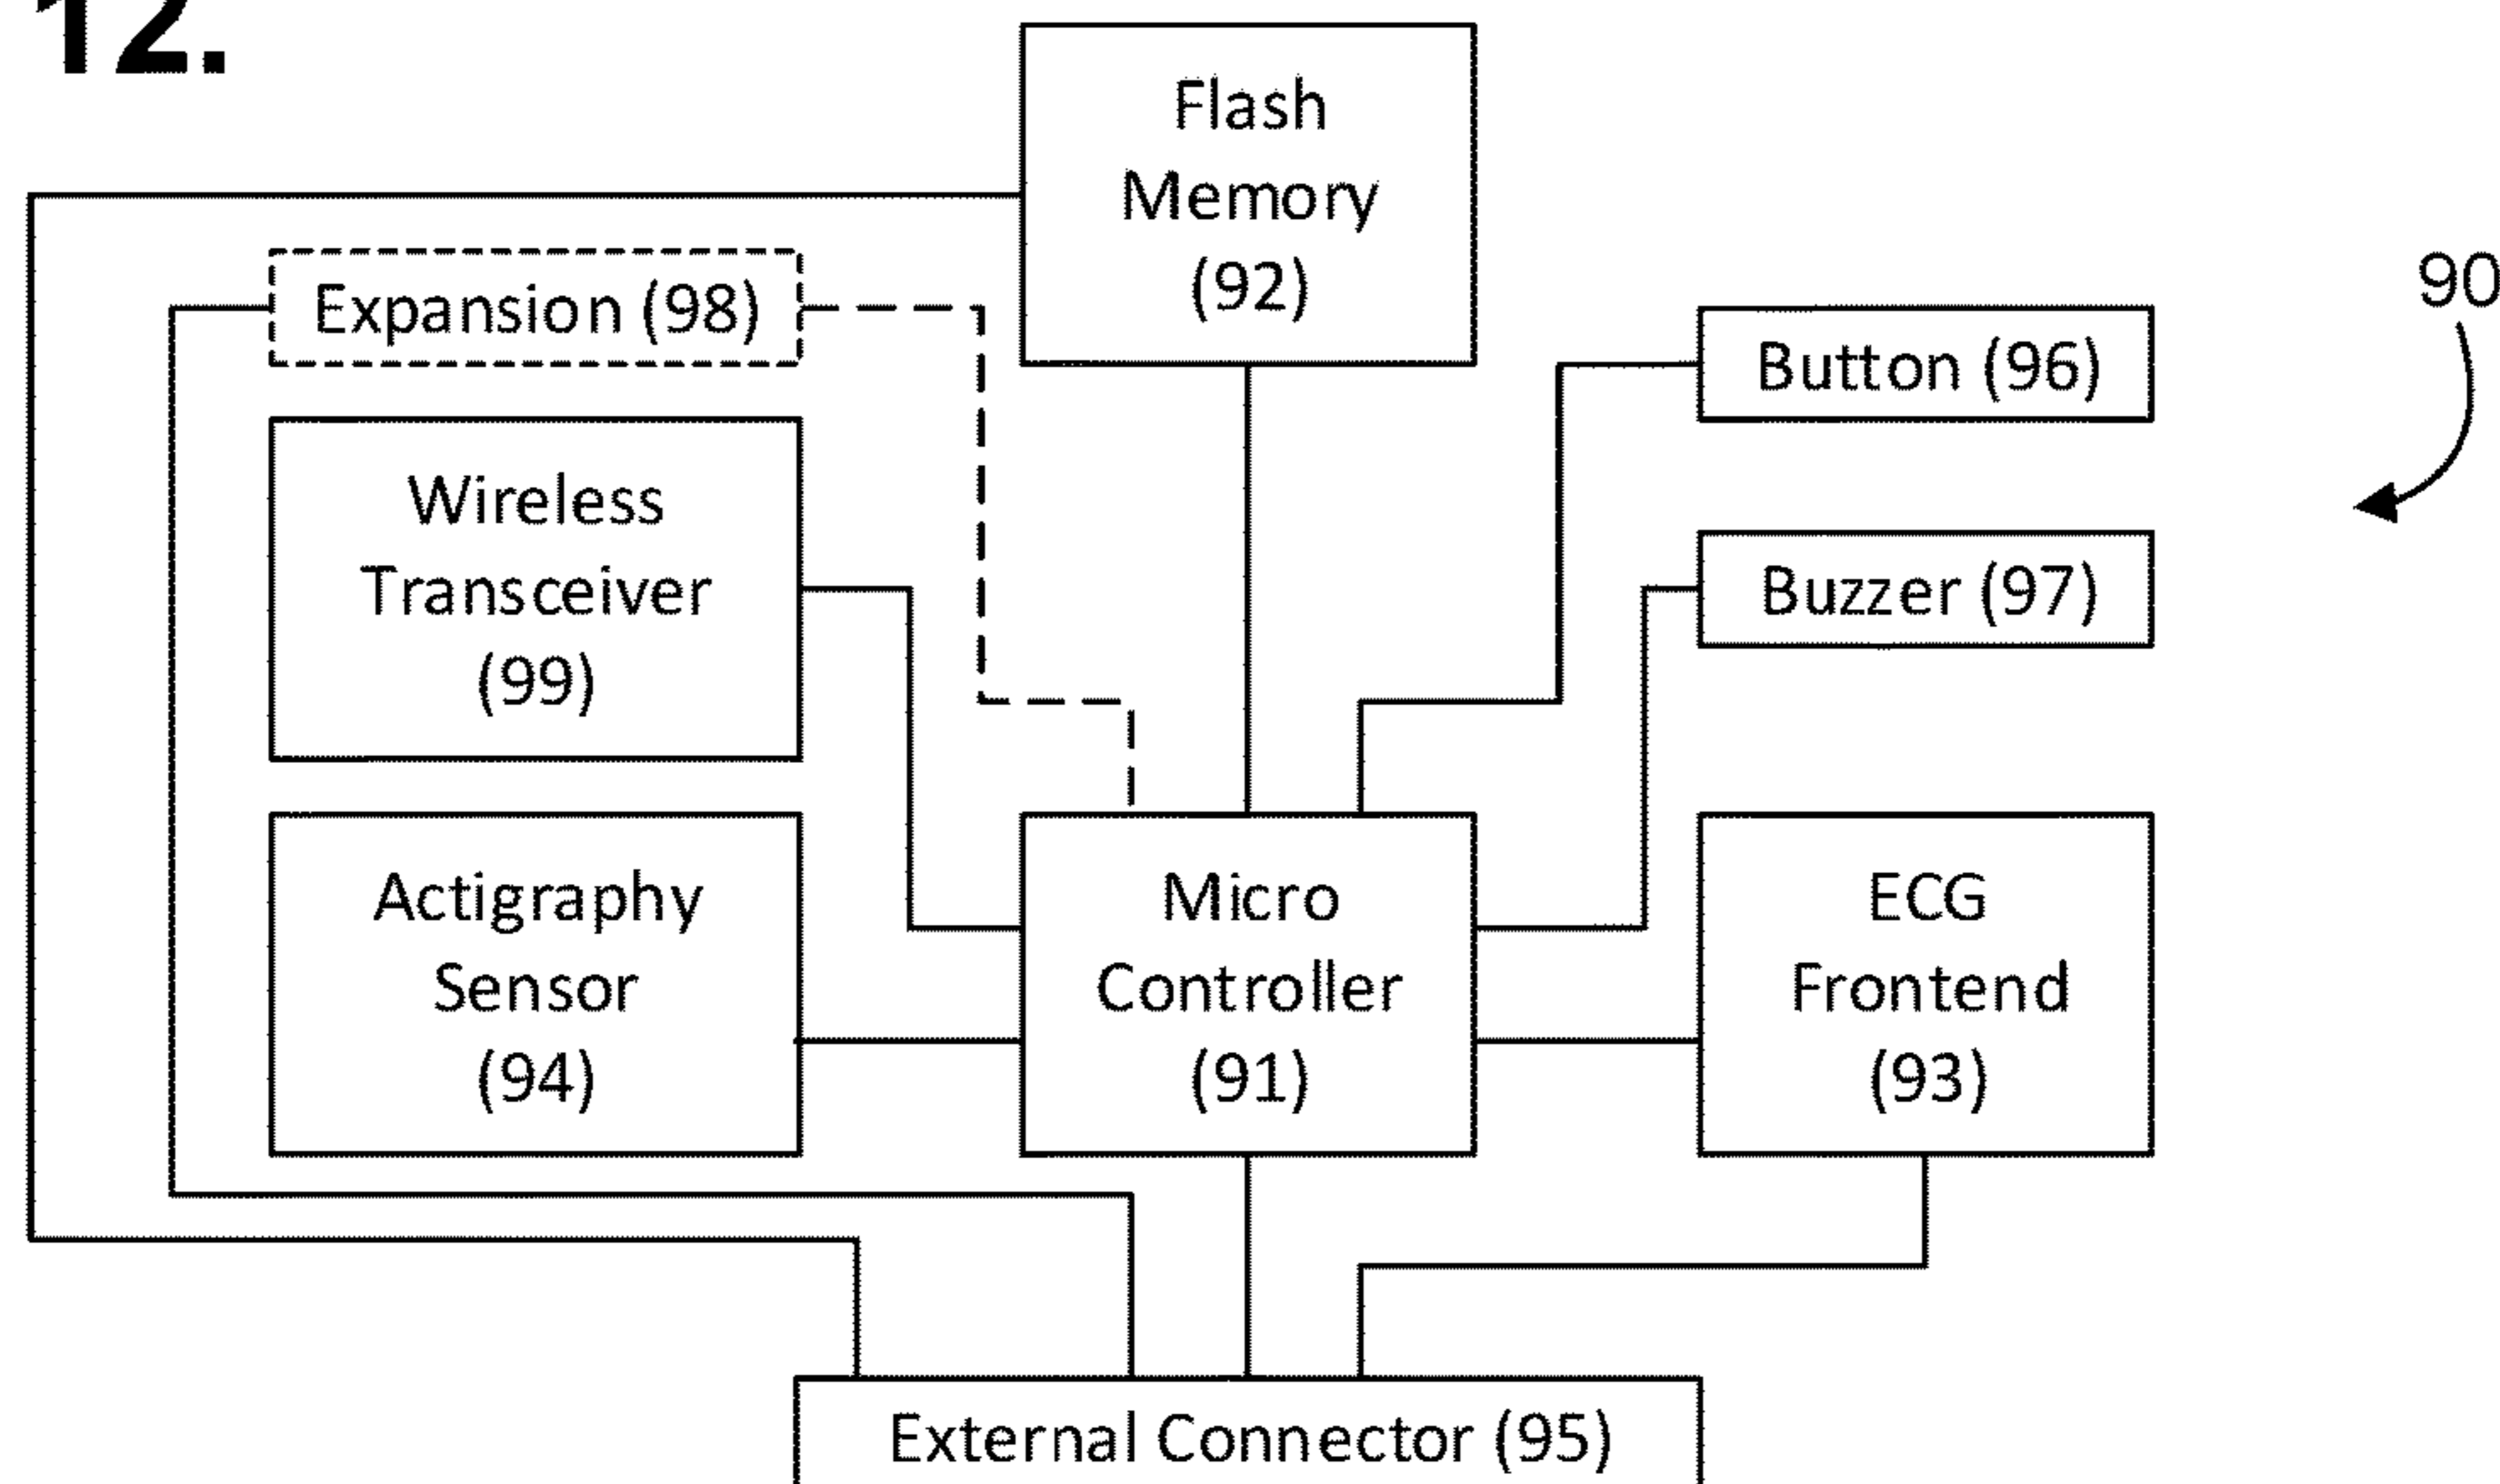 12.
Flash
Memory
(92)
Expansion (98)
90
Button (96)
Wireless
Transceiver
(99)
Buzzer (97)
Actigraphy
Sensor
(94)
Micro
Controller
(91)
ECG
Frontend
(93)
External Connector (95)